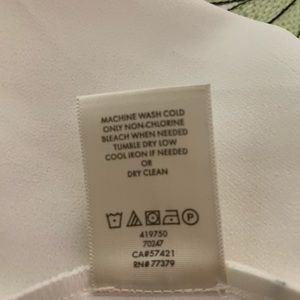 MACHINE WASH COLD
ONLY NON-CHLORINE
BLEACH WHEN NEEDED
TUMBLE DRY LOW
COOL IRON IF NEEDED
OR
DRY CLEAN
419750
70247
CA#57421
RN# 77379